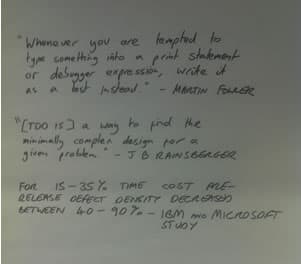 "Whenever you are tempted to
type something into a print statement
or debugger expression, write it
as a test instead." - MARTIN FOWLER
"[TDD IS] a way to find the
minimally complex design for a
given problem" - J B RAINSBERGER
FOR 15-35% TIME COST PRE-
RELEASE DEFECT DENSITY DECREASED
BETWEEN 40-90% - IBM AND MICROSOFT
STUDY